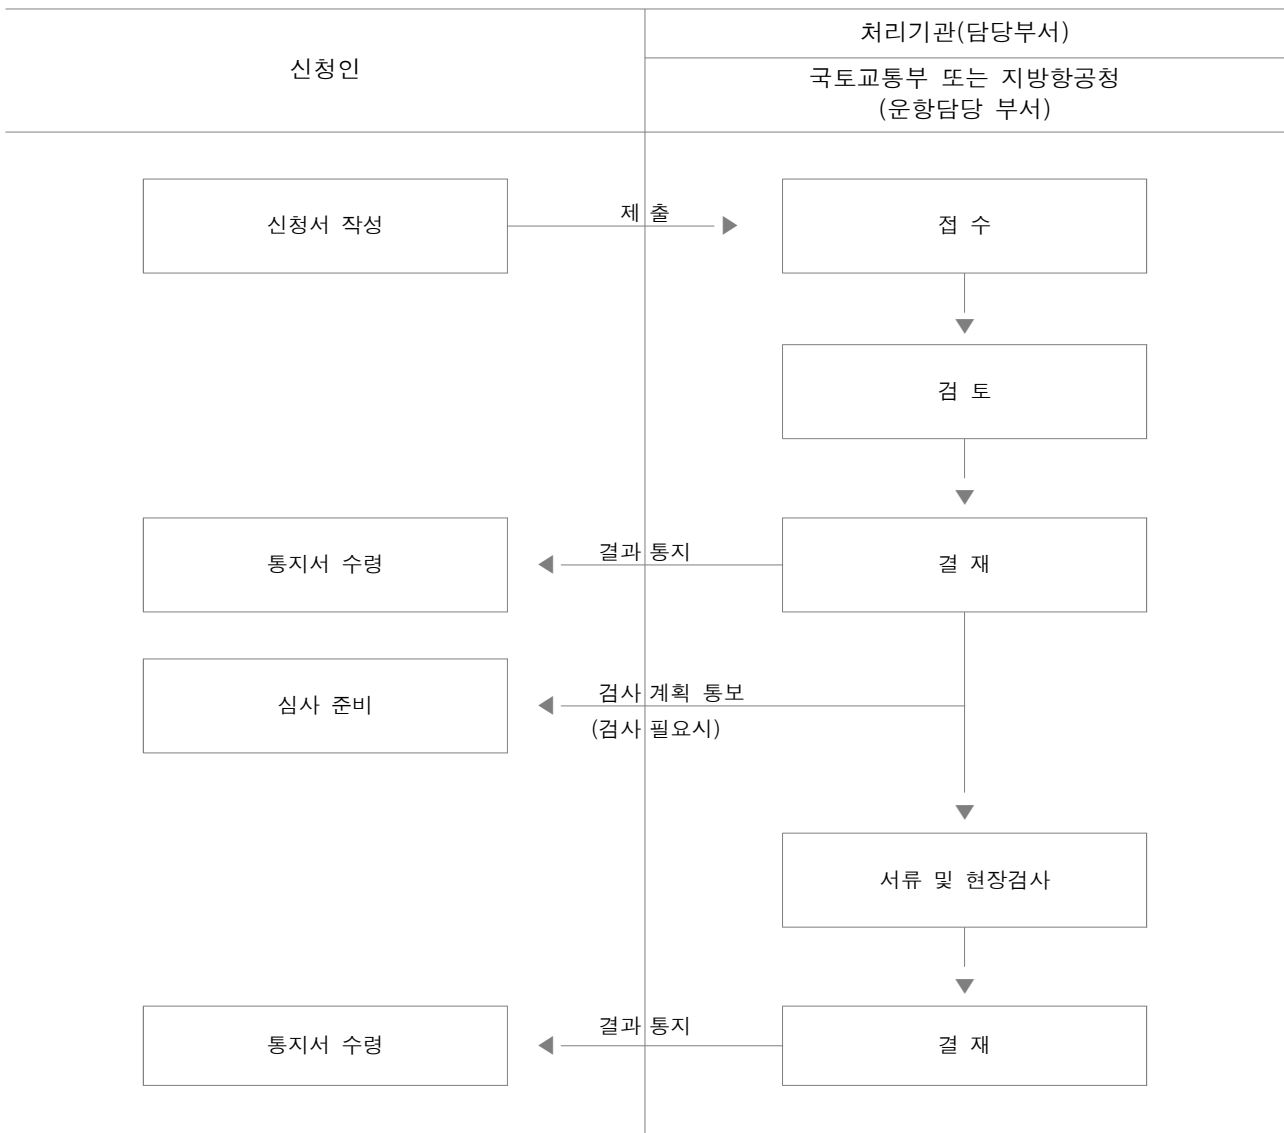 신청인
처리기관(담당부서)
국토교통부 또는 지방항공청
(운항담당 부서)
신청서 작성
제 출
접 수
검 토
통지서 수령
결과 통지
결 재
심사 준비
검사 계획 통보
(검사 필요시)
서류 및 현장검사
통지서 수령
결과 통지
결 재